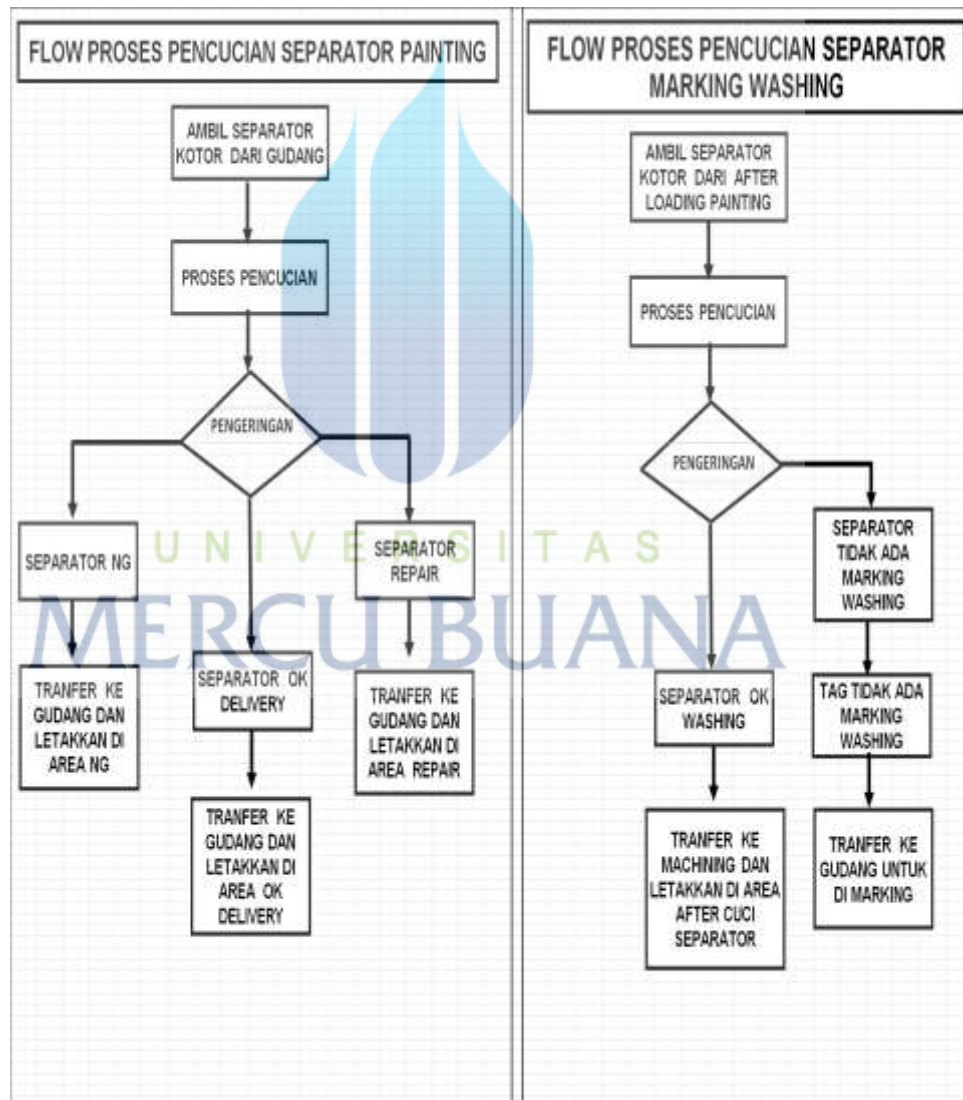 FLOW PROSES PENCUCIAN SEPARATOR PAINTING
AMBIL SEPARATOR
KOTOR DARI GUDANG
PROSES PENCUCIAN
PENGERINGAN
SEPARATOR NG
TRANFER KE
GUDANG DAN
LETAKKAN DI
AREA NG
SEPARATOR OK
DELIVERY
TRANFER KE
GUDANG DAN
LETAKKAN DI
AREA OK
DELIVERY
SEPARATOR
REPAIR
TRANFER KE
GUDANG DAN
LETAKKAN DI
AREA REPAIR
FLOW PROSES PENCUCIAN SEPARATOR
MARKING WASHING
AMBIL SEPARATOR
KOTOR DARI AFTER
LOADING PAINTING
PROSES PENCUCIAN
PENGERINGAN
SEPARATOR OK
WASHING
TRANFER KE
MACHINING DAN
LETAKKAN DI AREA
AFTER CUCI
SEPARATOR
SEPARATOR
TIDAK ADA
MARKING
WASHING
TAG TIDAK ADA
MARKING
WASHING
TRANFER KE
GUDANG UNTUK
DI MARKING
UNIVERSITAS
MERCU BUANA